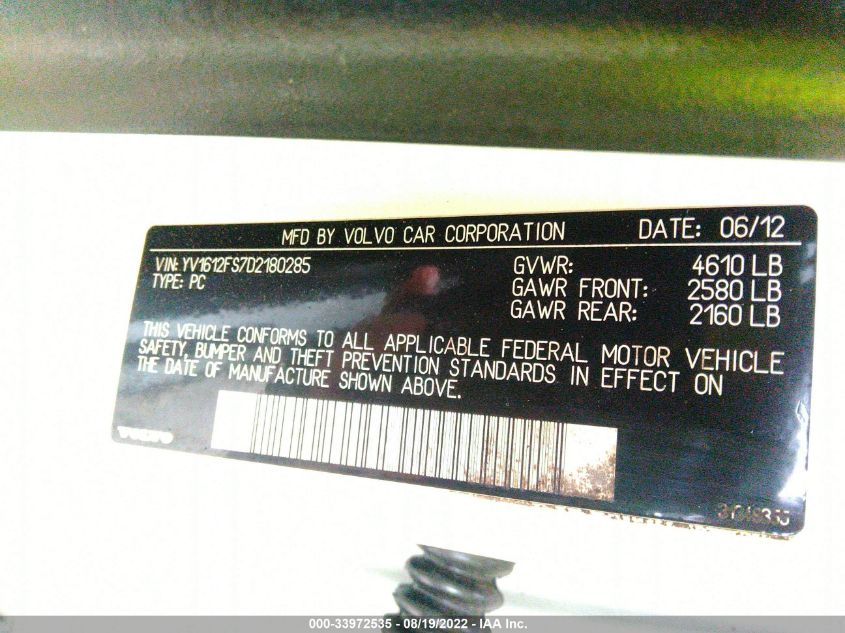 MFD BY VOLVO CAR CORPORATION DATE: 06/12
VIN: YV1612FS7D2180285 GVWR: 4610 LB
TYPE: PC GAWR FRONT: 2580 LB
GAWR REAR: 2160 LB
THIS VEHICLE CONFORMS TO ALL APPLICABLE FEDERAL MOTOR VEHICLE
SAFETY, BUMPER AND THEFT PREVENTION STANDARDS IN EFFECT ON
THE DATE OF MANUFACTURE SHOWN ABOVE.
VOLVO
000-33972535 - 08/19/2022 - IAA Inc.